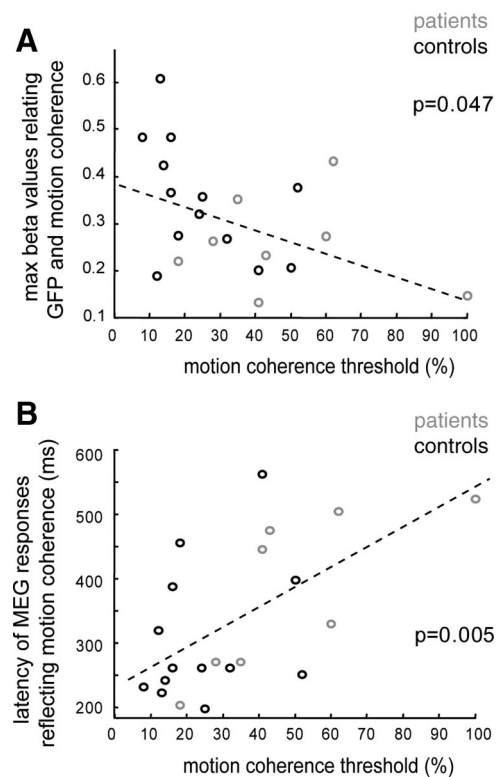 A
patients
controls
p=0.047
max beta values relating
GFP and motion coherence
0.6
0.5
0.4
0.3
0.2
0.1
0 10 20 30 40 50 60 70 80 90 100
motion coherence threshold (%)
B
patients
controls
p=0.005
latency of MEG responses
reflecting motion coherence (ms)
600
500
400
300
200
0 10 20 30 40 50 60 70 80 90 100
motion coherence threshold (%)